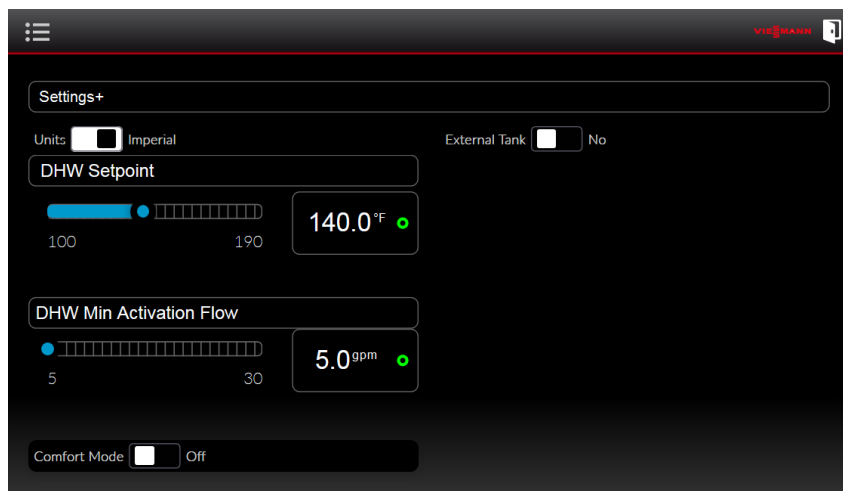 VIESMANN
Settings+
Units Imperial
External Tank No
DHW Setpoint
140.0°F
100 190
DHW Min Activation Flow
5.0gpm
5 30
Comfort Mode Off